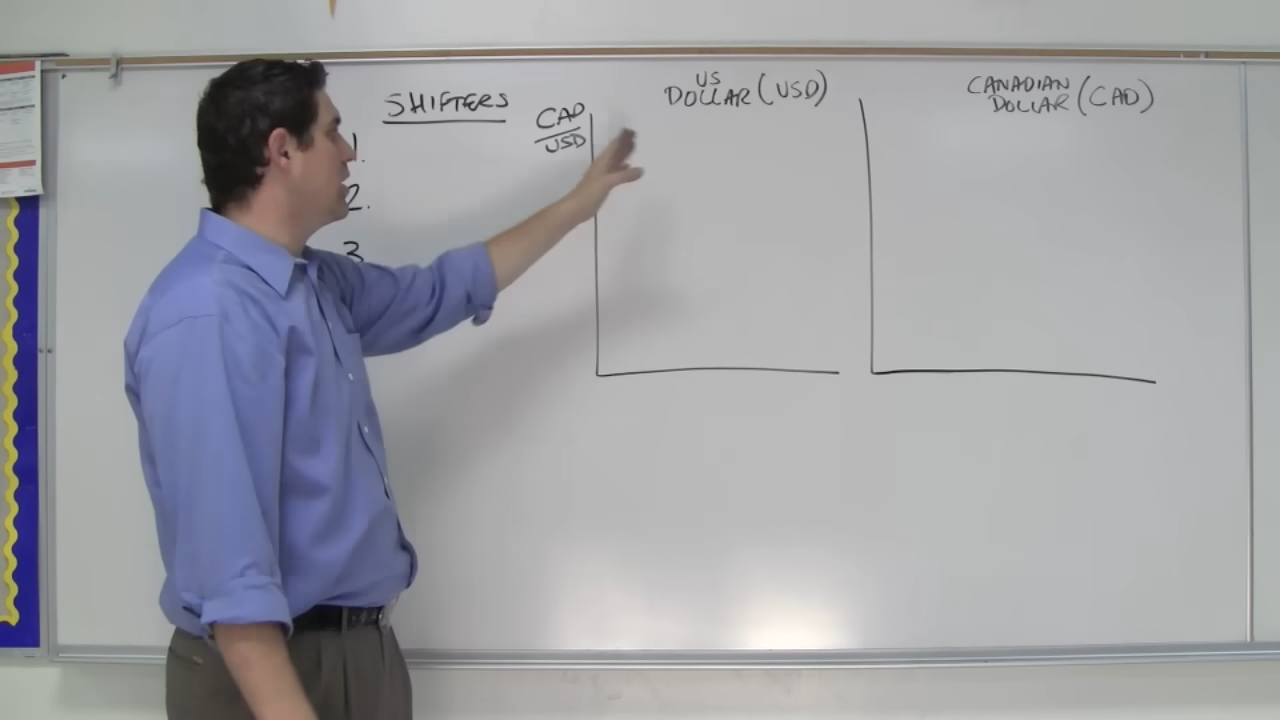 SHIFTERS
1.
2.
3
CAD
USD
US
DOLLAR (USD)
CANADIAN
DOLLAR (CAD)